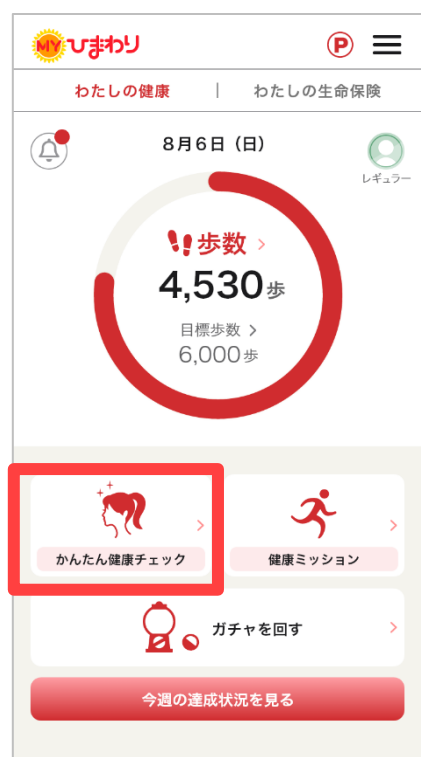 MYひまわり
P
わたしの健康 | わたしの生命保険
8月6日（日）
レギュラー
歩数 >
4,530歩
目標歩数 >
6,000歩
かんたん健康チェック
健康ミッション
ガチャを回す
今週の達成状況を見る